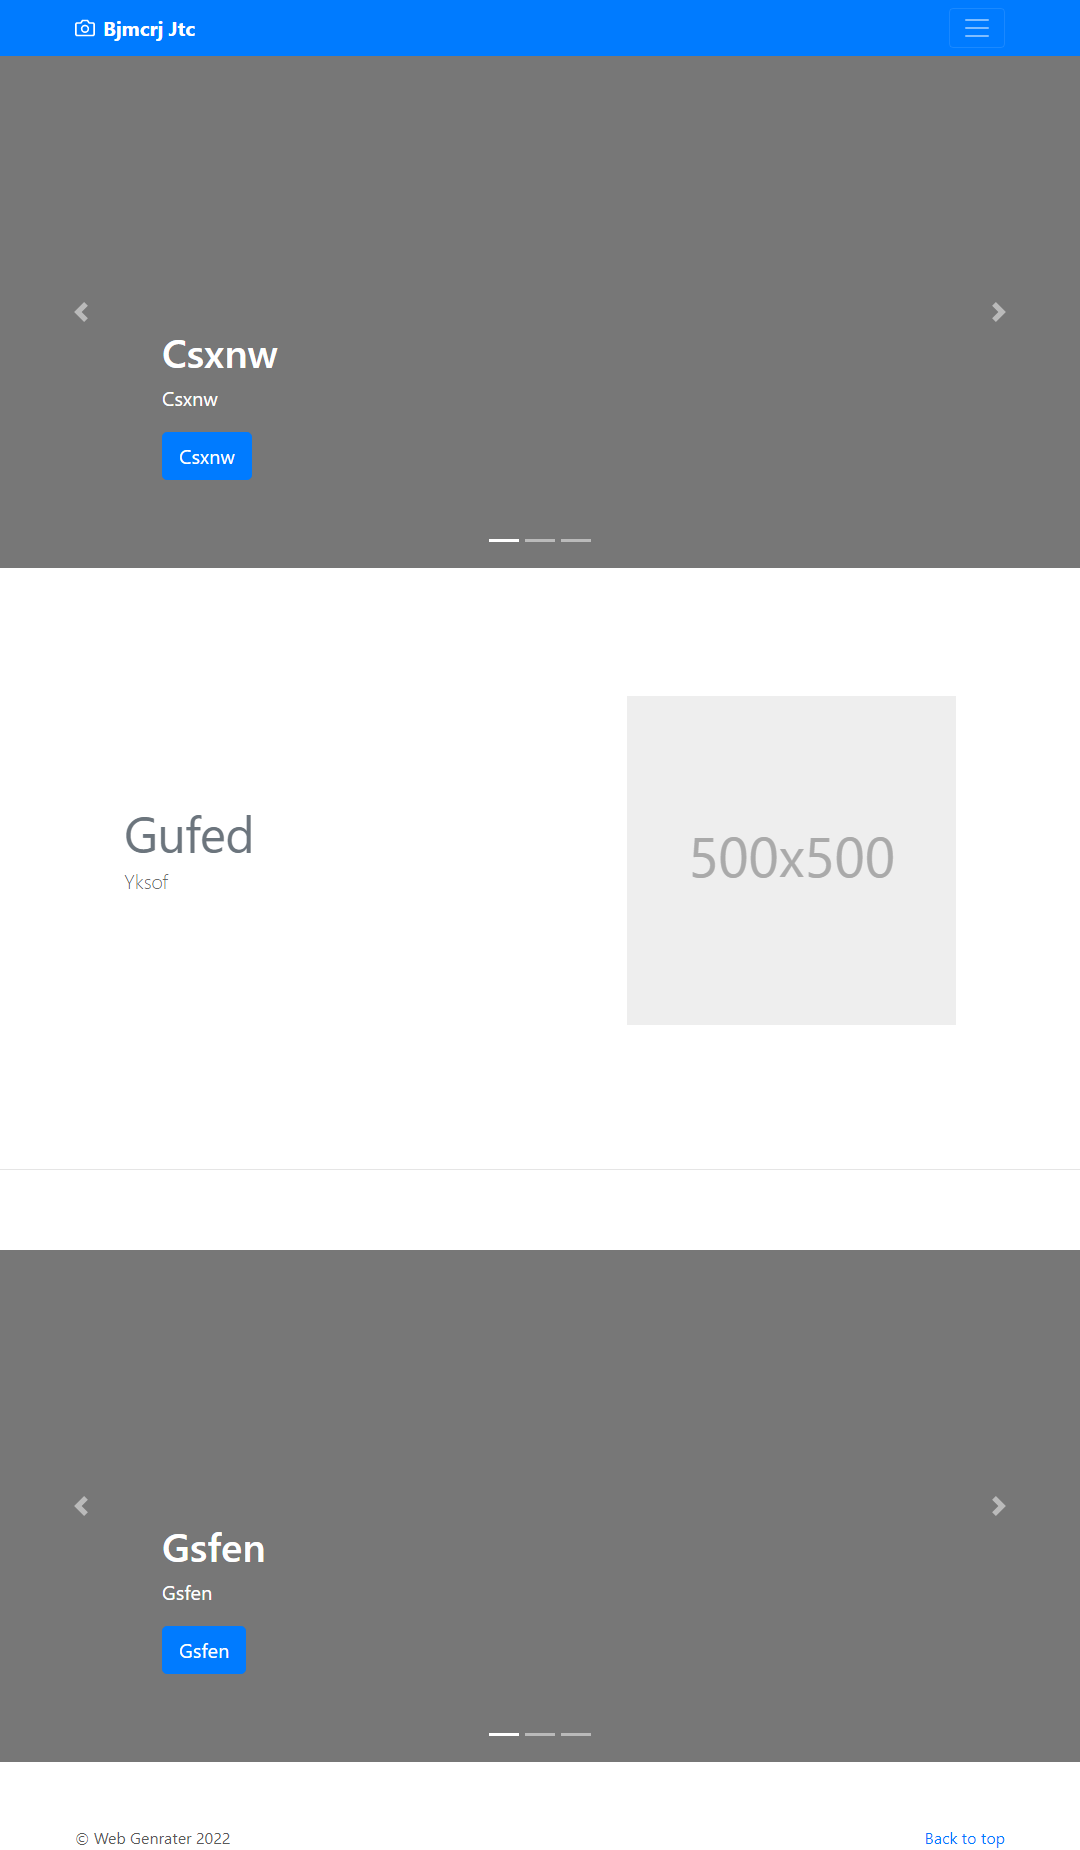 Bjmcrj Jtc
Csxnw
Csxnw
Csxnw
Gufed
Yksof
500x500
Gsfen
Gsfen
Gsfen
© Web Genrater 2022
Back to top